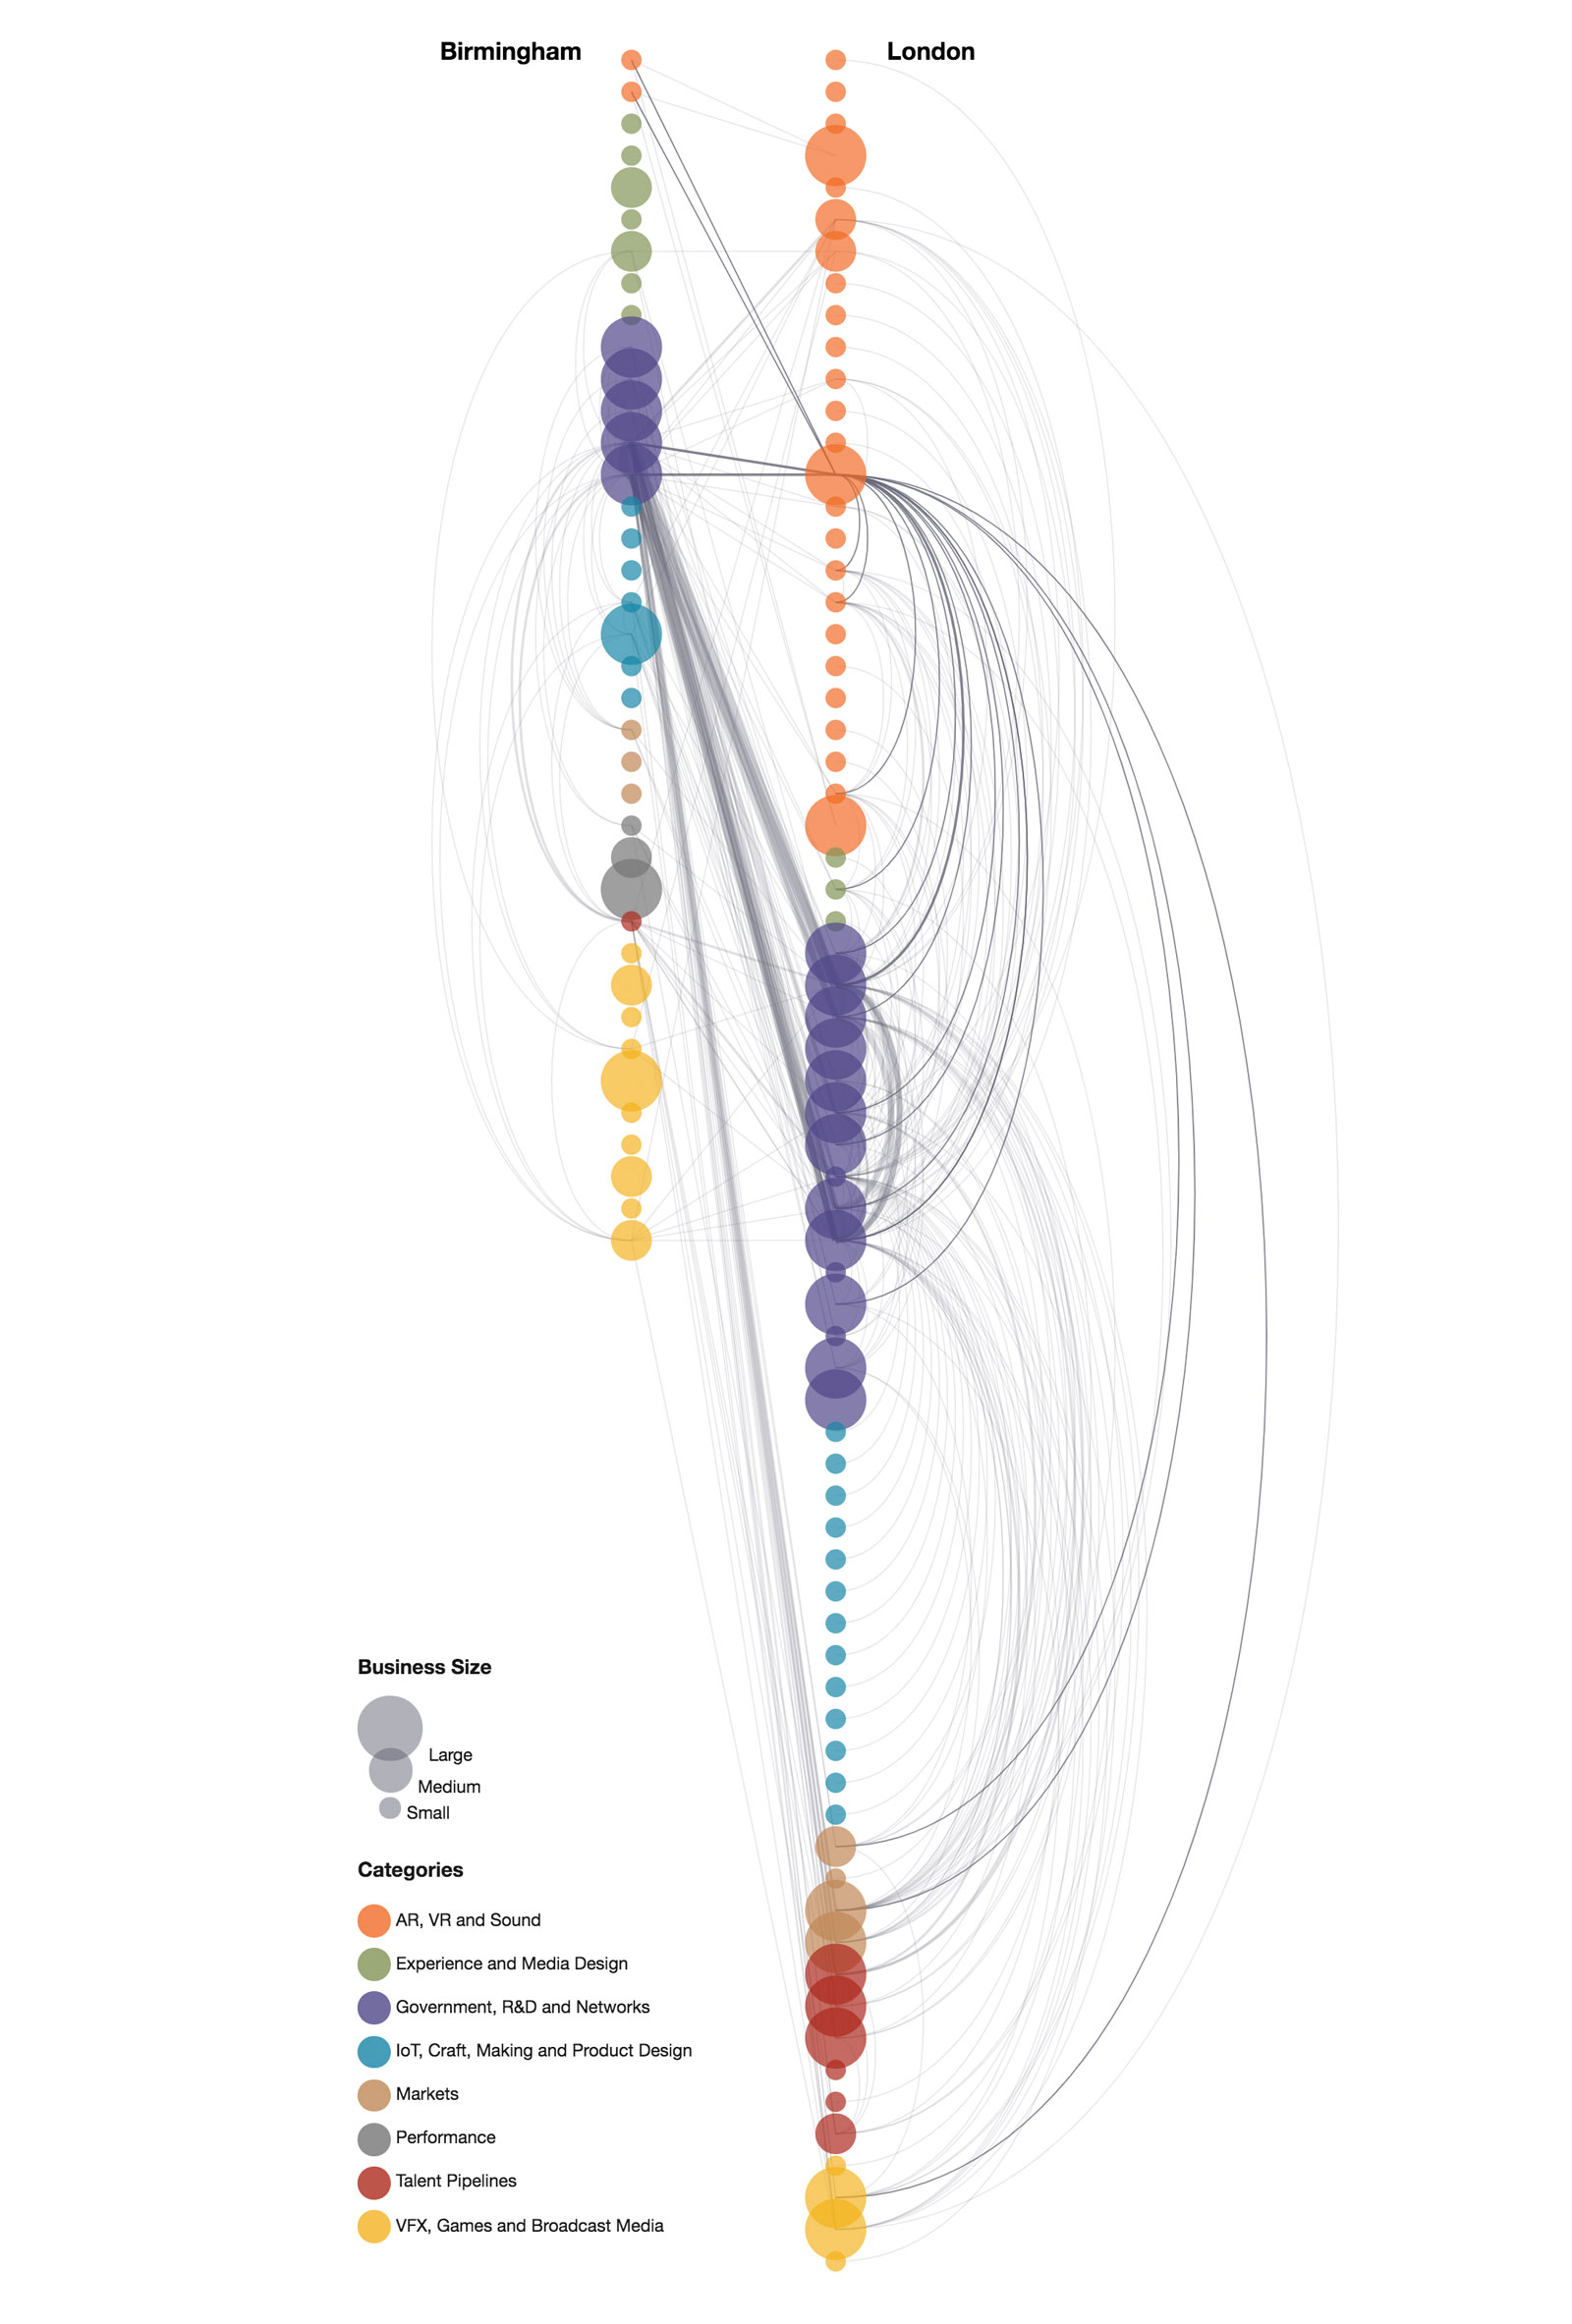 Birmingham
London
Business Size
Large
Medium
Small
Categories
AR, VR and Sound
Experience and Media Design
Government, R&D and Networks
IoT, Craft, Making and Product Design
Markets
Performance
Talent Pipelines
VFX, Games and Broadcast Media